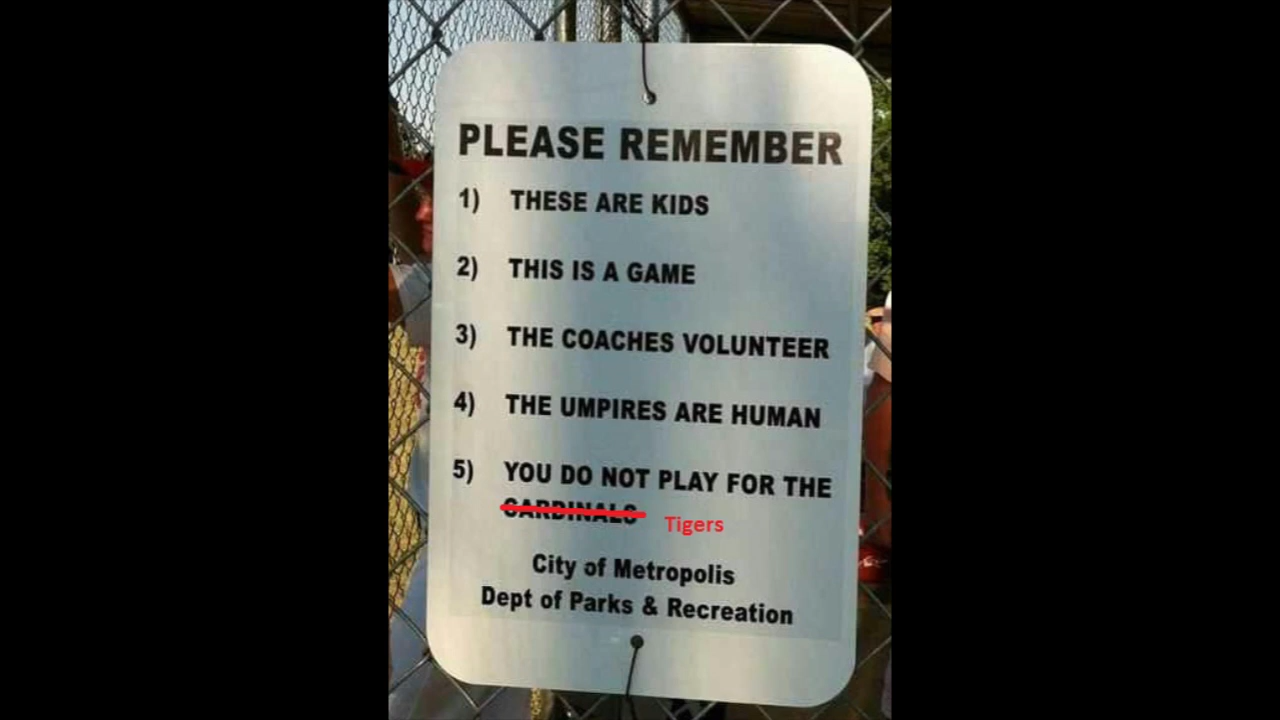 PLEASE REMEMBER
1) THESE ARE KIDS
2) THIS IS A GAME
3) THE COACHES VOLUNTEER
4) THE UMPIRES ARE HUMAN
5) YOU DO NOT PLAY FOR THE
CARDINALS Tigers
City of Metropolis
Dept of Parks & Recreation